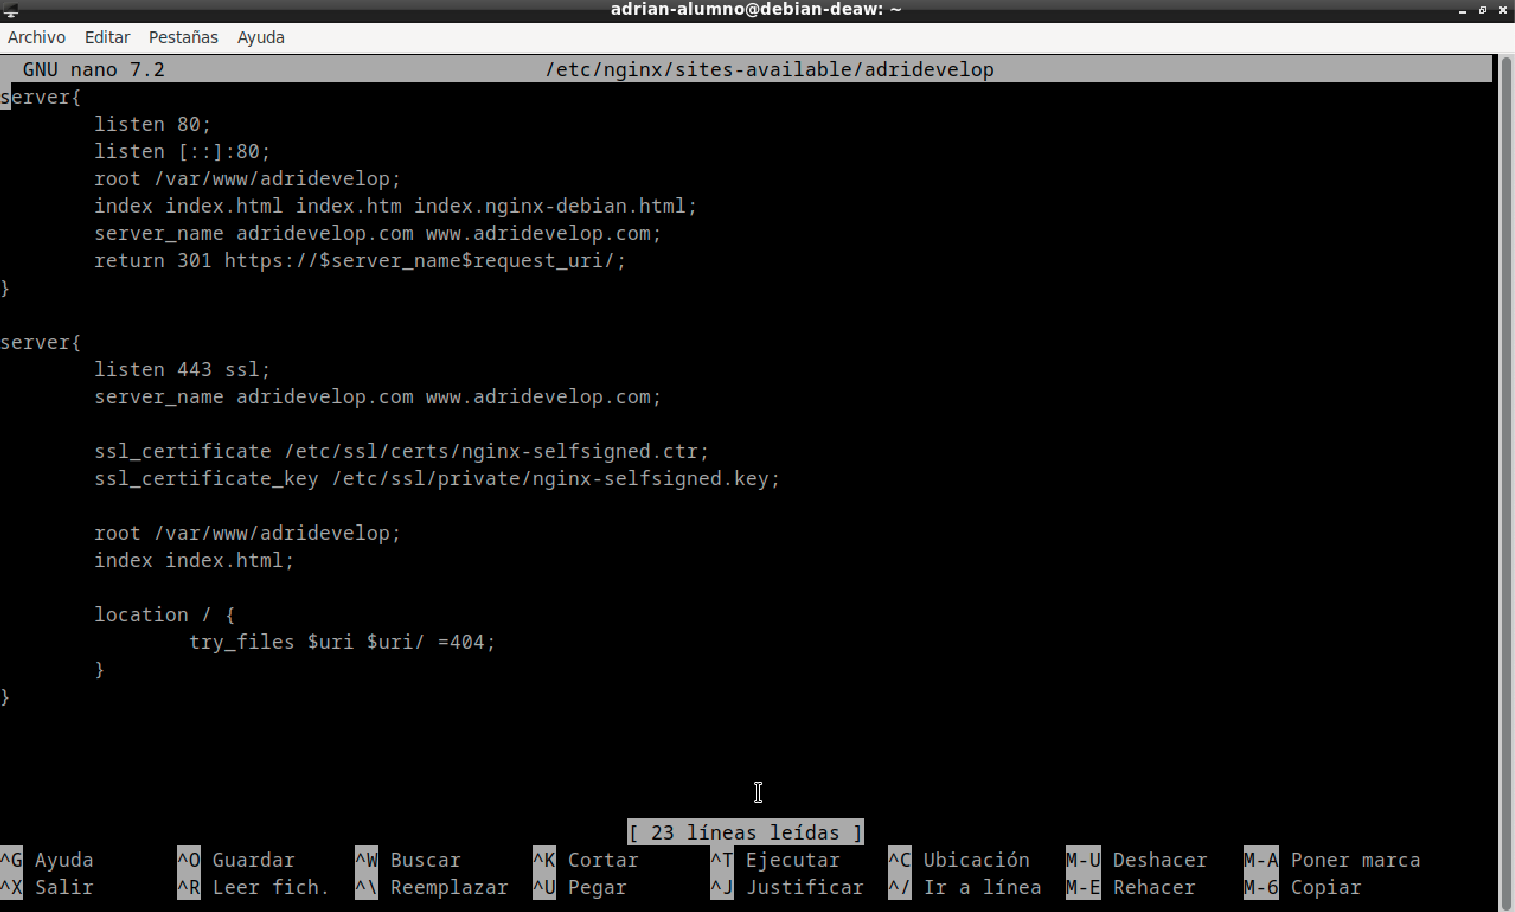 adrian-alumno@debian-deaw: ~
Archivo Editar Pestañas Ayuda
GNU nano 7.2 /etc/nginx/sites-available/adridevelop
server{
listen 80;
listen [::]:80;
root /var/www/adridevelop;
index index.html index.htm index.nginx-debian.html;
server_name adridevelop.com www.adridevelop.com;
return 301 https://$server_name$request_uri/;
}
server{
listen 443 ssl;
server_name adridevelop.com www.adridevelop.com;
ssl_certificate /etc/ssl/certs/nginx-selfsigned.ctr;
ssl_certificate_key /etc/ssl/private/nginx-selfsigned.key;
root /var/www/adridevelop;
index index.html;
location / {
try_files $uri $uri/ =404;
}
}
[ 23 líneas leídas ]
^G Ayuda ^O Guardar ^W Buscar ^K Cortar ^T Ejecutar ^C Ubicación M-U Deshacer M-A Poner marca
^X Salir ^R Leer fich. ^\ Reemplazar ^U Pegar ^J Justificar ^/ Ir a línea M-E Rehacer M-6 Copiar